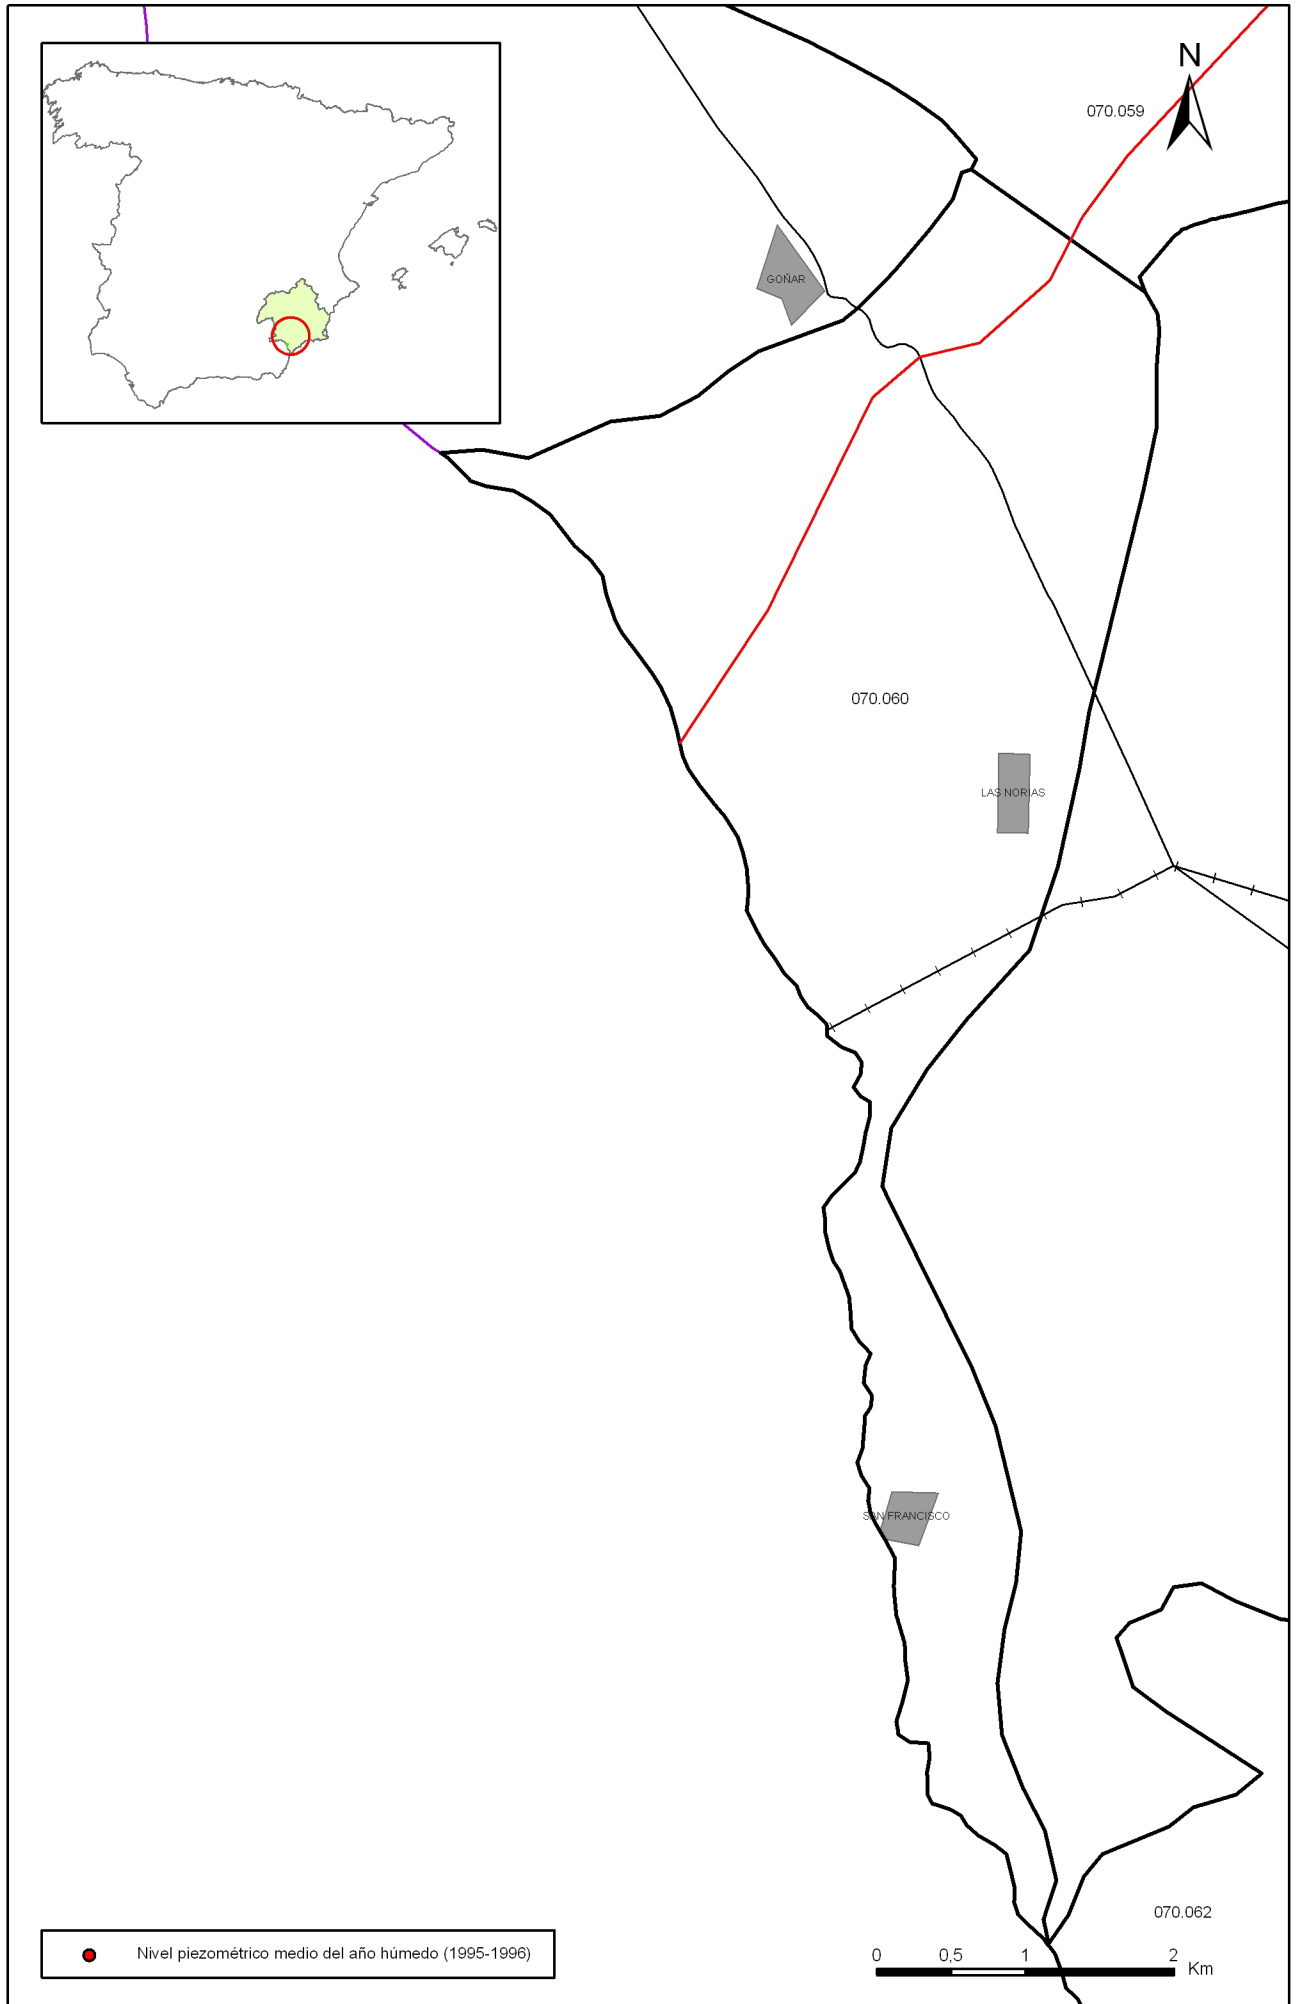 N
070.059
GOÑAR
070.060
LAS NORIAS
SAN FRANCISCO
070.062
Nivel piezométrico medio del año húmedo (1995-1996)
0 0,5 1 2
Km